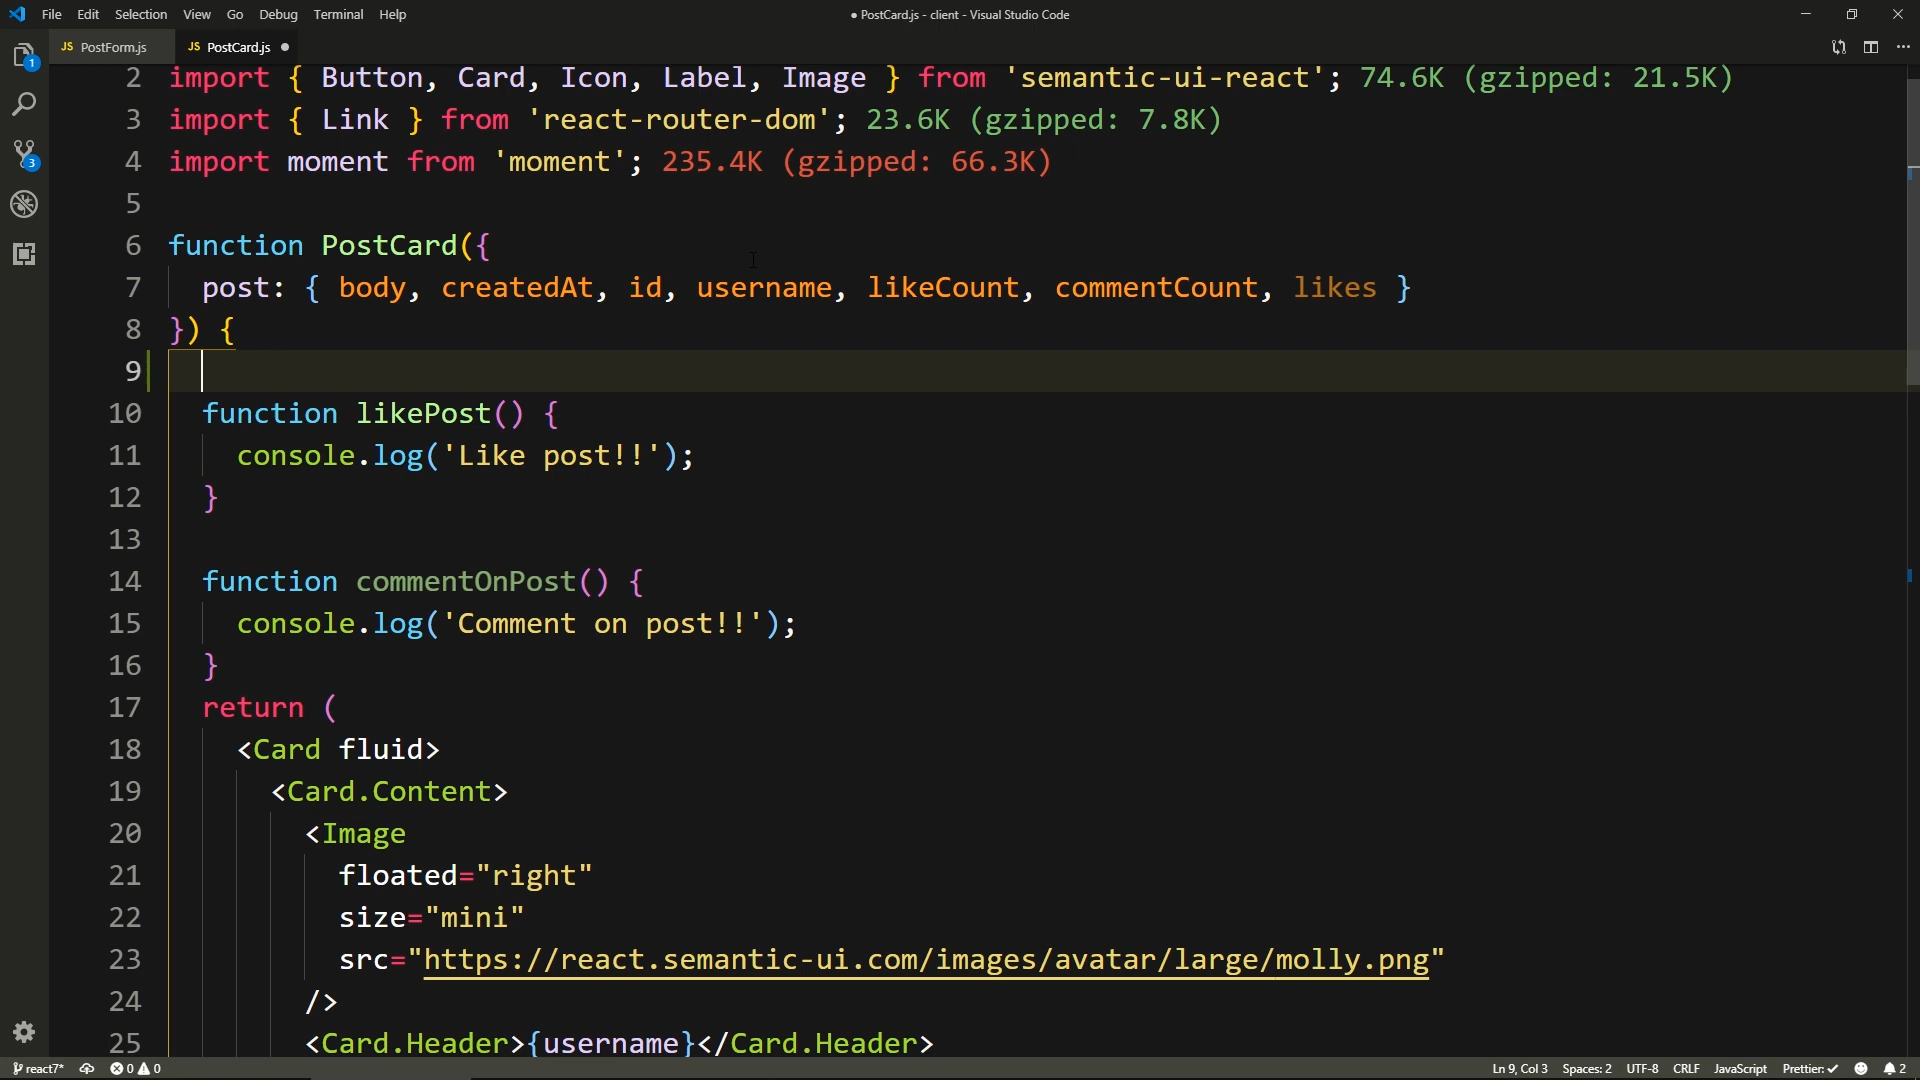 File Edit Selection View Go Debug Terminal Help
● PostCard.js - client - Visual Studio Code
JS PostForm.js
JS PostCard.js ●
1
3
2 import { Button, Card, Icon, Label, Image } from 'semantic-ui-react'; 74.6K (gzipped: 21.5K)
3 import { Link } from 'react-router-dom'; 23.6K (gzipped: 7.8K)
4 import moment from 'moment'; 235.4K (gzipped: 66.3K)
5
6 function PostCard({
7 post: { body, createdAt, id, username, likeCount, commentCount, likes }
8 }) {
9
10 function likePost() {
11 console.log('Like post!!');
12 }
13
14 function commentOnPost() {
15 console.log('Comment on post!!');
16 }
17 return (
18 <Card fluid>
19 <Card.Content>
20 <Image
21 floated="right"
22 size="mini"
23 src="https://react.semantic-ui.com/images/avatar/large/molly.png"
24 />
25 <Card.Header>{username}</Card.Header>
react7* 0 0 Ln 9, Col 3 Spaces: 2 UTF-8 CRLF JavaScript Prettier: ✓ 2